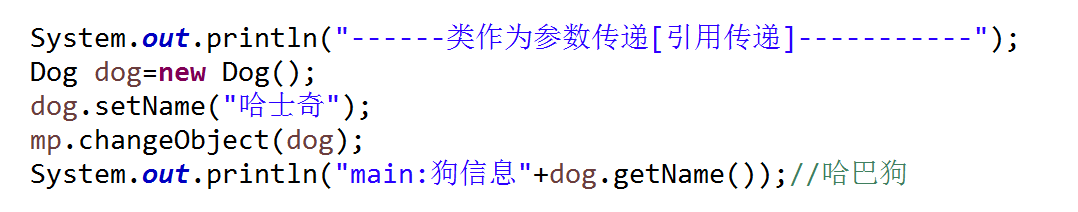 System.out.println("------类作为参数传递[引用传递]-----------");
Dog dog=new Dog();
dog.setName("哈士奇");
mp.changeObject(dog);
System.out.println("main:狗信息"+dog.getName());//哈巴狗